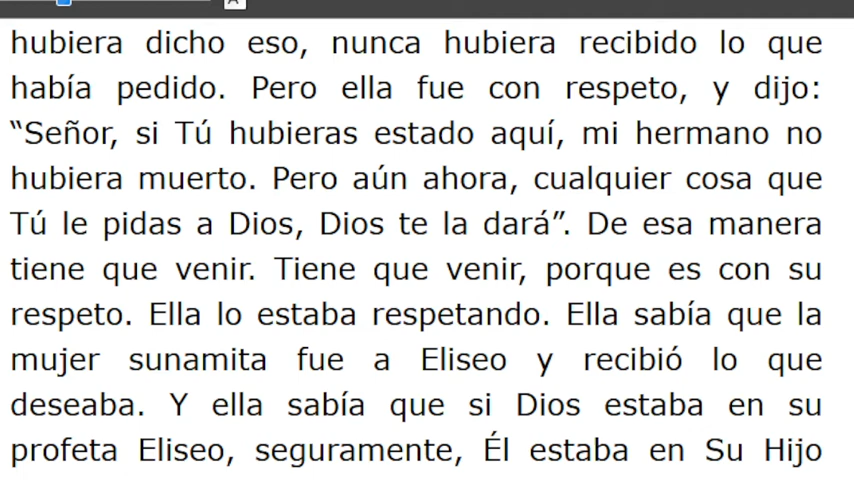 hubiera dicho eso, nunca hubiera recibido lo que
había pedido. Pero ella fue con respeto, y dijo:
“Señor, si Tú hubieras estado aquí, mi hermano no
hubiera muerto. Pero aún ahora, cualquier cosa que
Tú le pidas a Dios, Dios te la dará”. De esa manera
tiene que venir. Tiene que venir, porque es con su
respeto. Ella lo estaba respetando. Ella sabía que la
mujer sunamita fue a Eliseo y recibió lo que
deseaba. Y ella sabía que si Dios estaba en su
profeta Eliseo, seguramente, Él estaba en Su Hijo